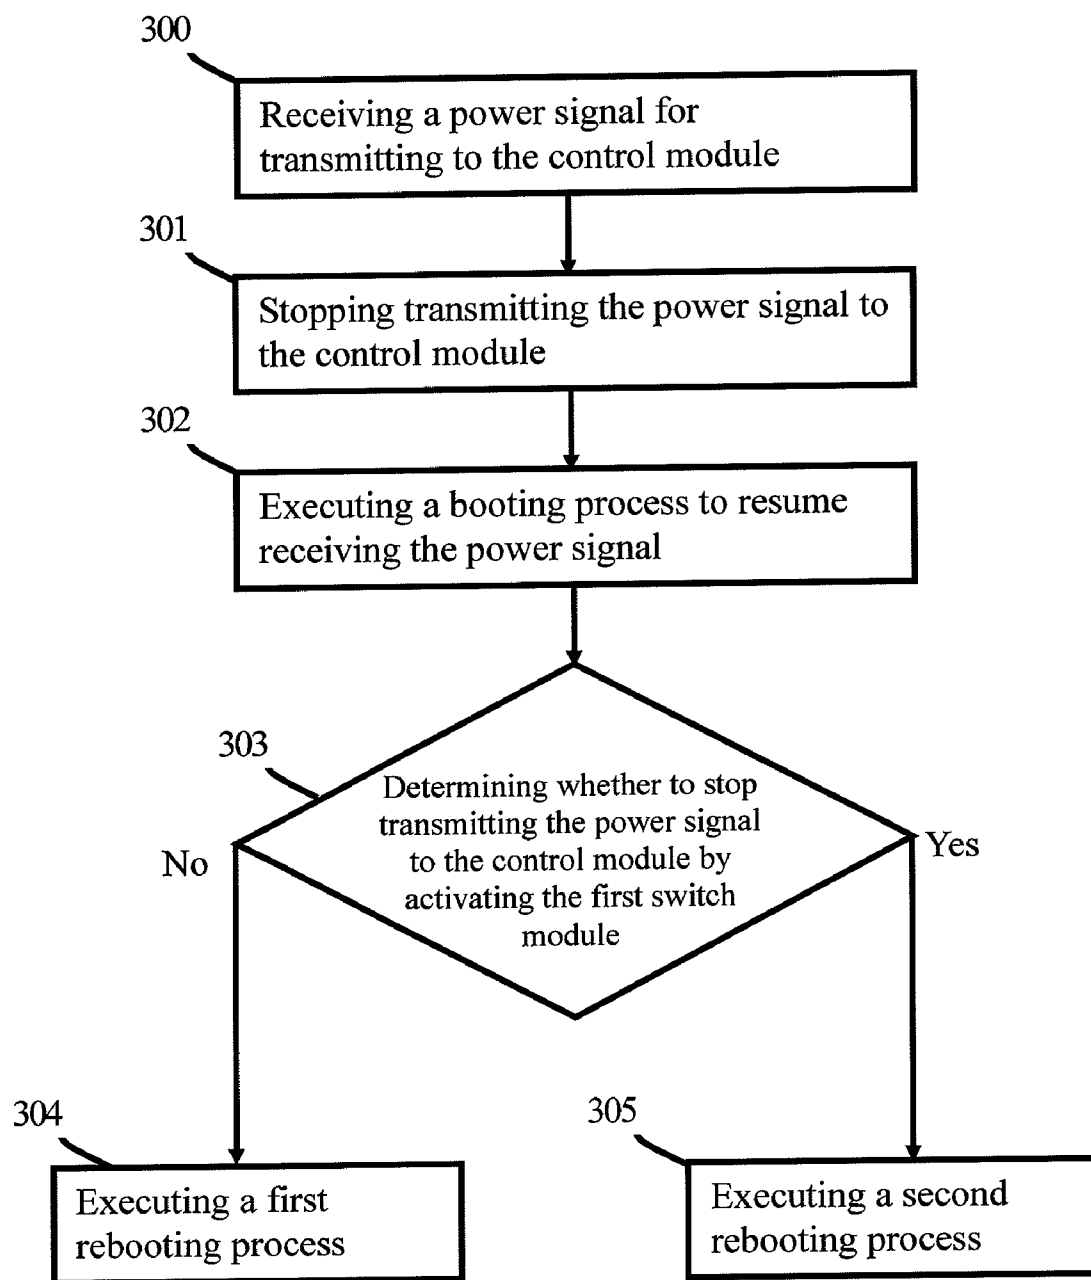 300
Receiving a power signal for
transmitting to the control module
301
Stopping transmitting the power signal to
the control module
302
Executing a booting process to resume
receiving the power signal
303
Determining whether to stop
transmitting the power signal
to the control module by
activating the first switch
module
No
Yes
304
Executing a first
rebooting process
305
Executing a second
rebooting process